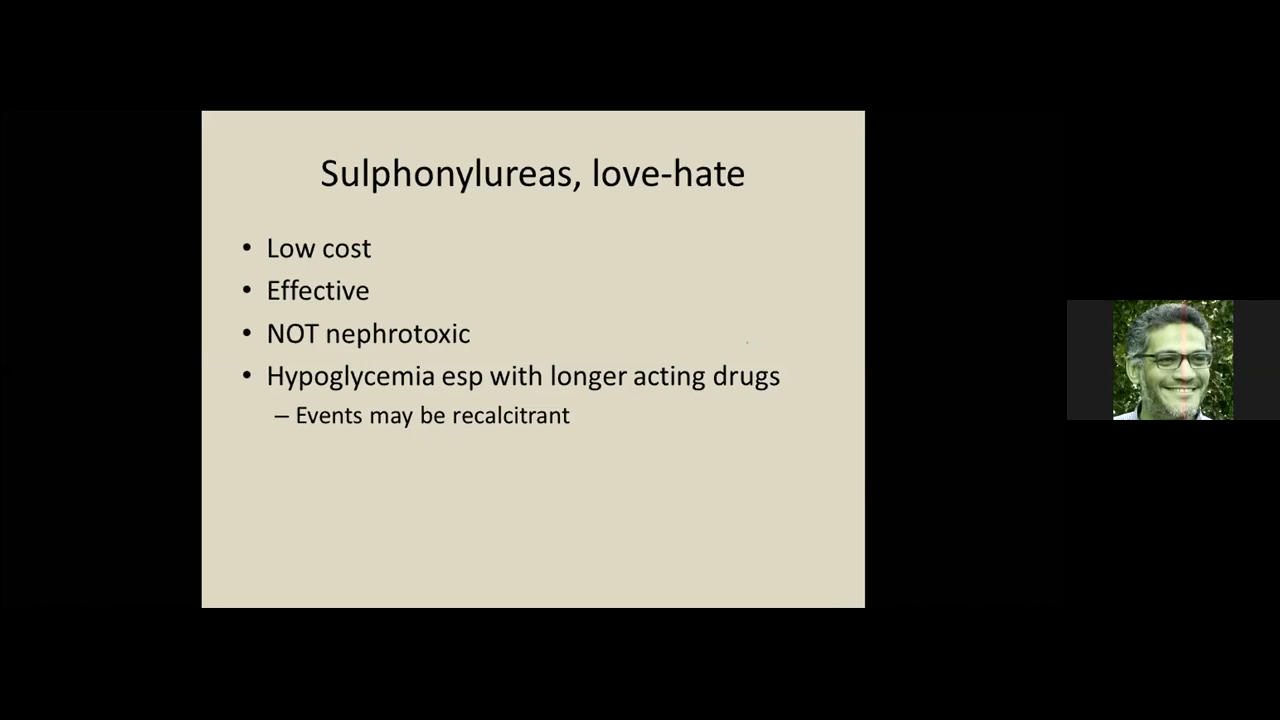 Sulphonylureas, love-hate
• Low cost
• Effective
• NOT nephrotoxic
• Hypoglycemia esp with longer acting drugs
– Events may be recalcitrant